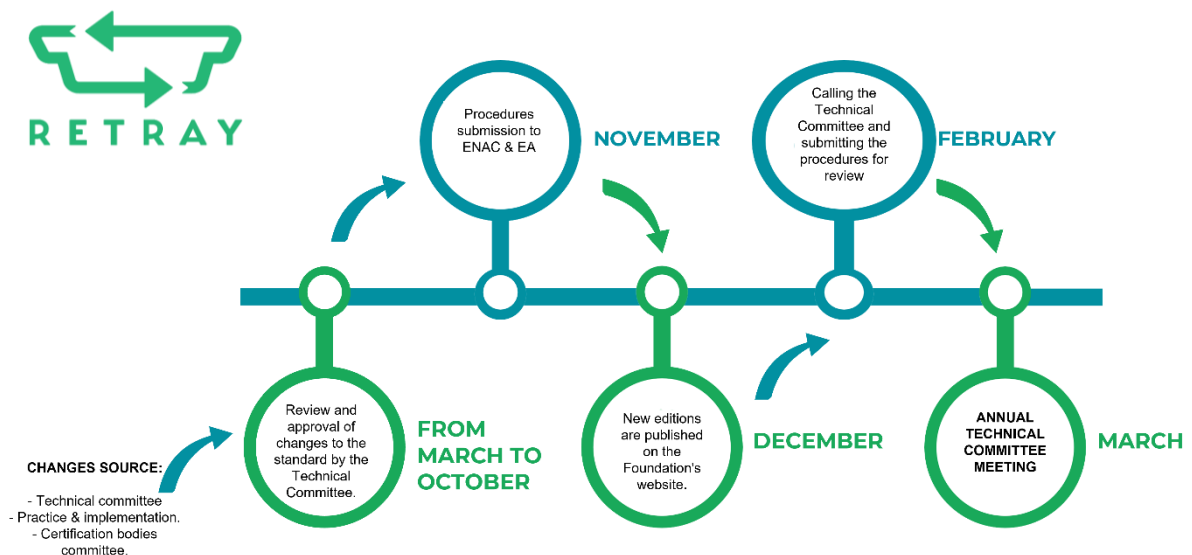 RETRAY
CHANGES SOURCE:
- Technical committee
- Practice & implementation.
- Certification bodies
committee.
Review and
approval of
changes to the
standard by the
Technical
Committee.
FROM
MARCH TO
OCTOBER
Procedures
submission to
ENAC & EA
NOVEMBER
New editions
are published
on the
Foundation's
website.
DECEMBER
Calling the
Technical
Committee and
submitting the
procedures for
review
FEBRUARY
ANNUAL
TECHNICAL
COMMITTEE
MEETING
MARCH